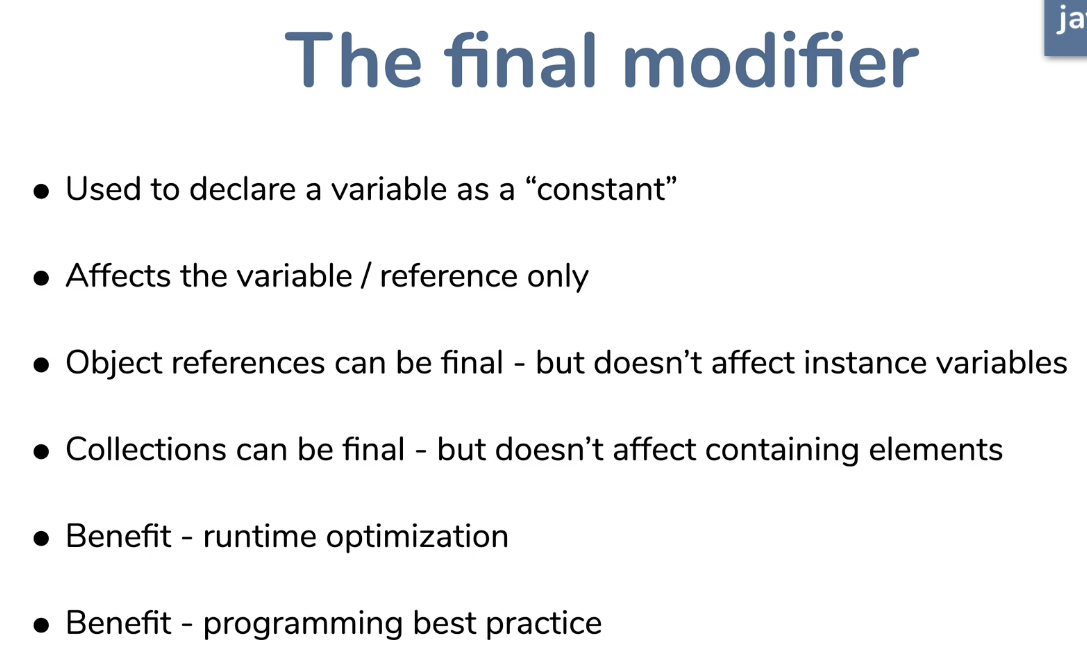 The final modifier
ja
• Used to declare a variable as a “constant”
• Affects the variable / reference only
• Object references can be final - but doesn’t affect instance variables
• Collections can be final - but doesn’t affect containing elements
• Benefit - runtime optimization
• Benefit - programming best practice